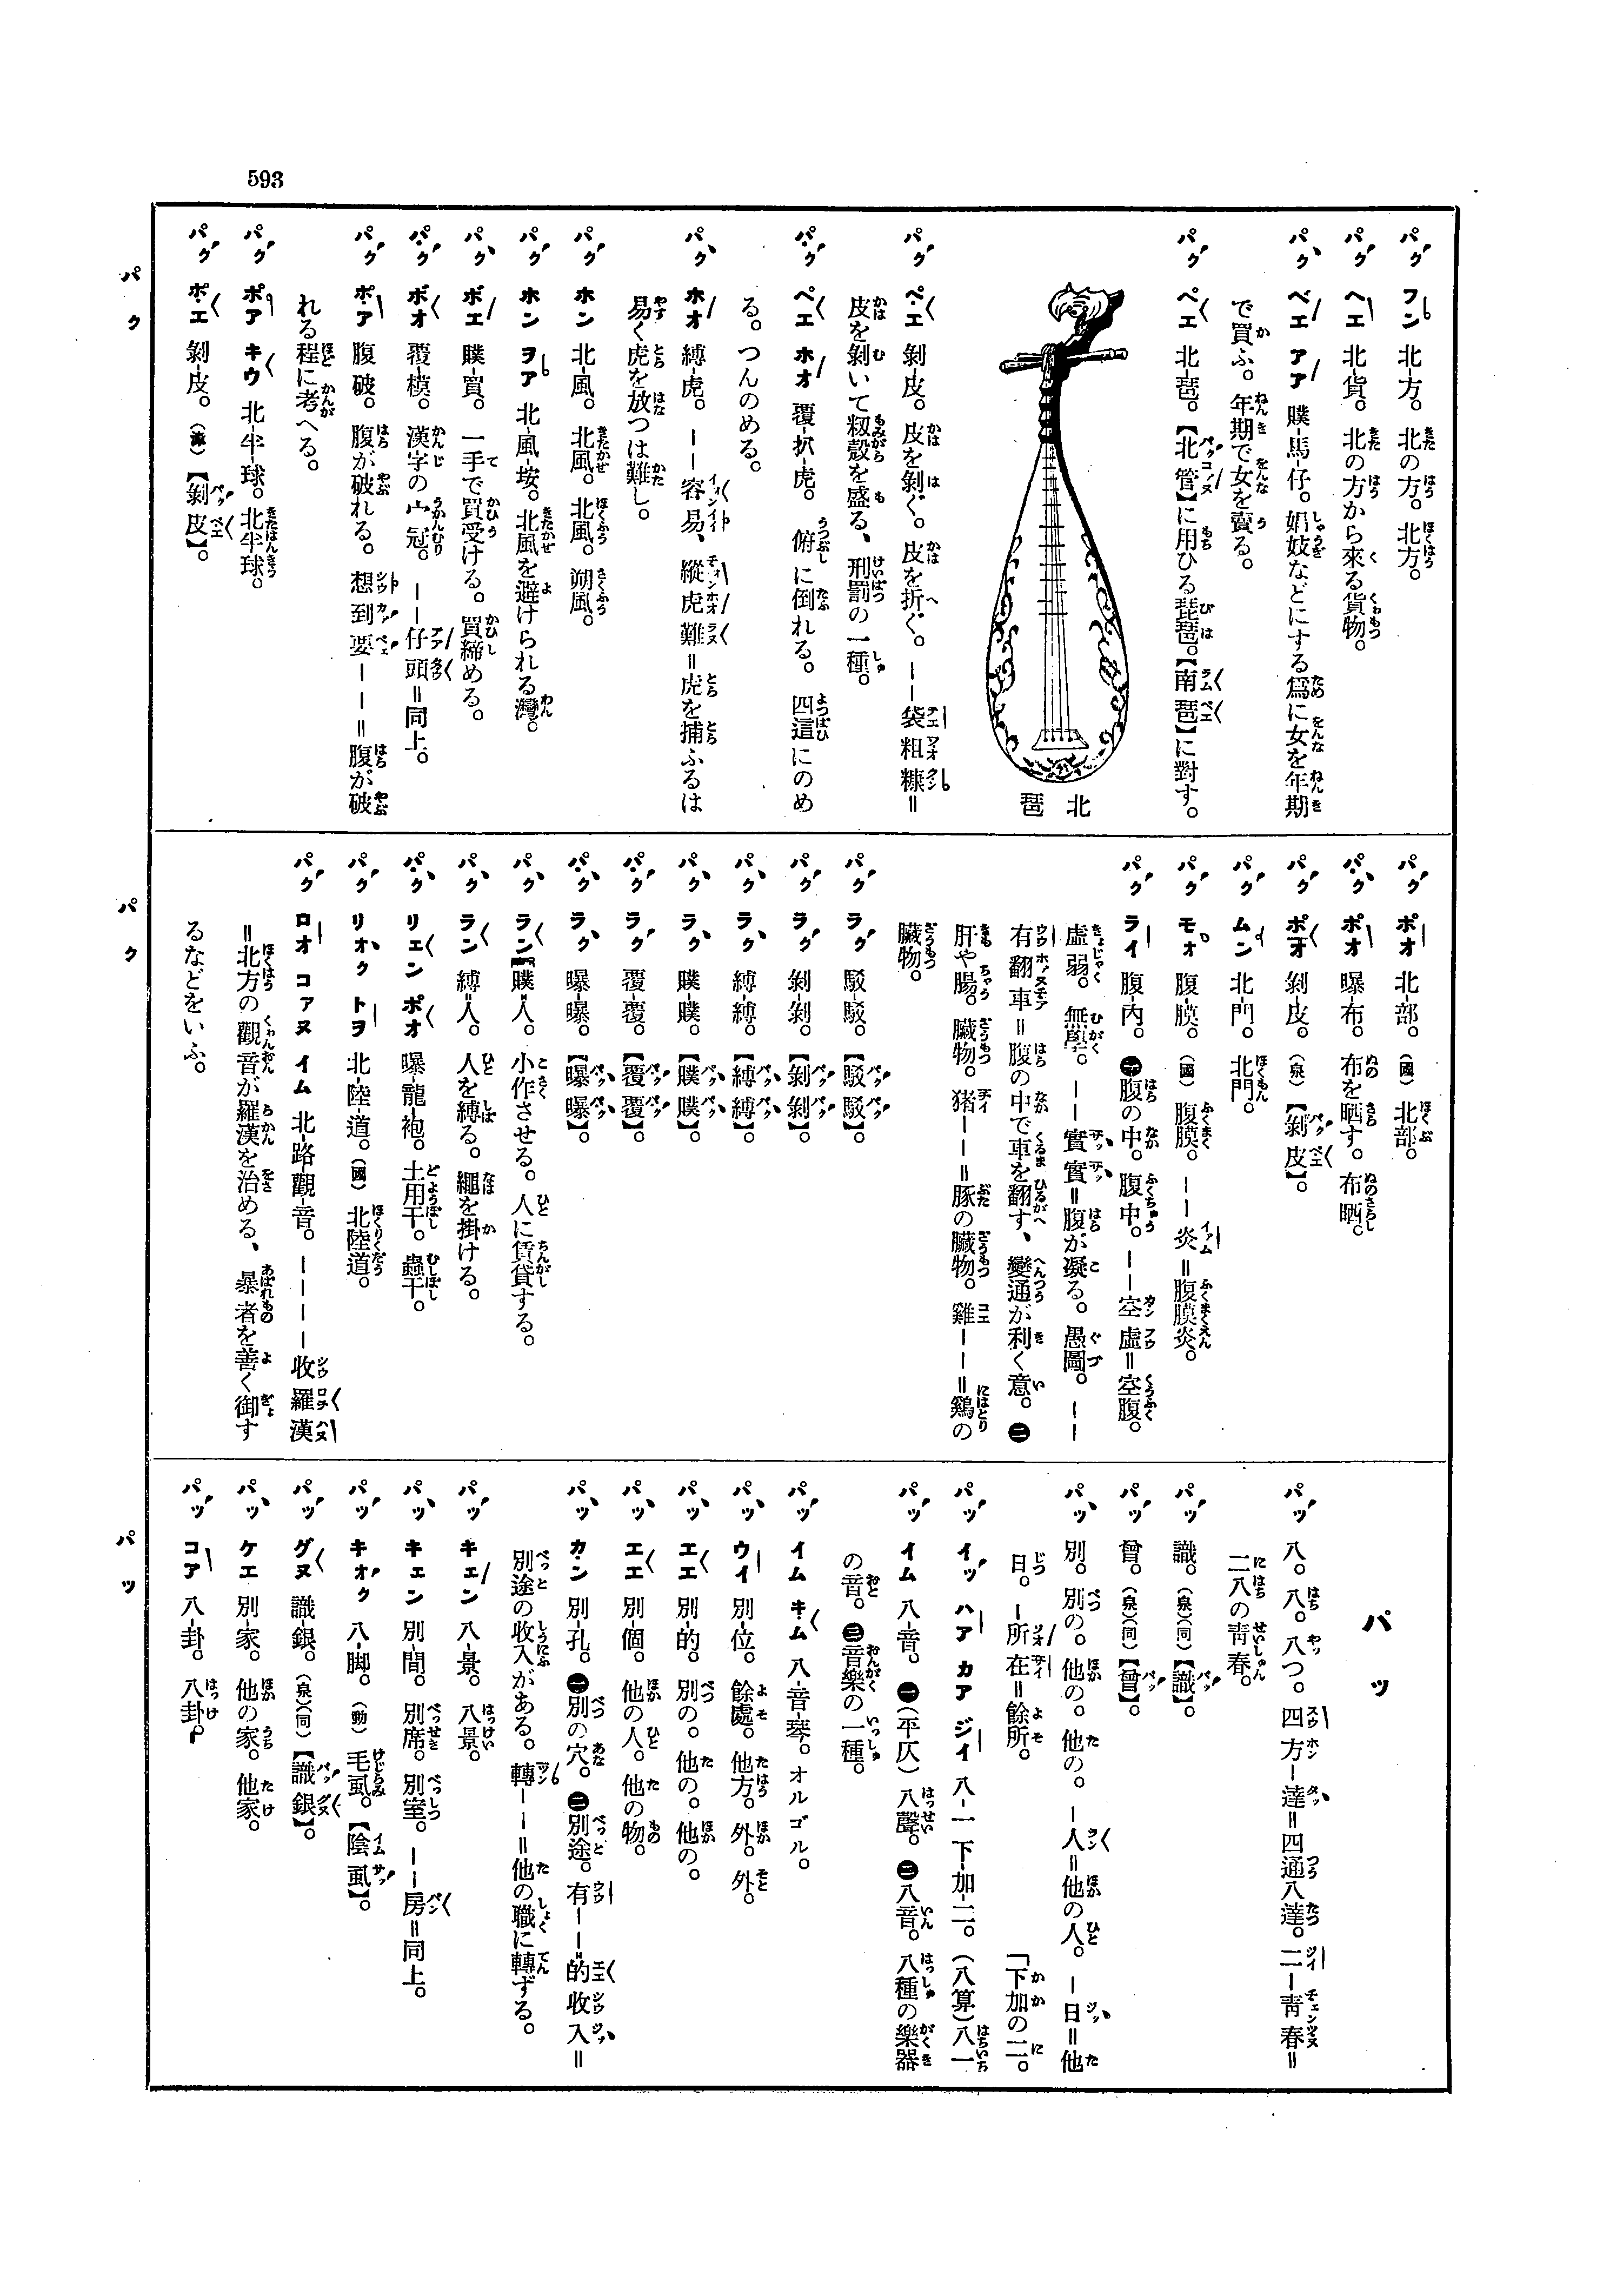 593
パク フン 北-方。北の方。北方。
パク ヘエ 北-貨。北の方から來る貨物。
パク ベエ アア 贌-馬-仔。娼妓などにする爲に女を年期
で買ふ。年期で女を賣る。
パク ペエ 北-琶。【北管】に用ひる琵琶。【南琶】に對す。
北琶
パク ペエ 剝-皮。皮を剝ぐ。皮を折ぐ。——袋粗糠=
皮を剝いて籾殼を盛る、刑罰の一種。
パク ペエ ホオ 覆-扒-虎。俯に倒れる。四這にのめ
る。つんのめる。
パク ホオ 縛-虎。——容易、縱虎難=虎を捕ふるは
易く虎を放つは難し。
パク ホン 北-風。北風。北風。朔風。
パク ホン ヲア 北-風-垵。北風を避けられる灣。
パク ボエ 贌-買。一手で買受ける。買締める。
パク ボオ 覆-模。漢字の宀冠。——仔頭=同上。
パク ポア 腹-破。腹が破れる。想到要——=腹が破
れる程に考へる。
パク ポア キウ 北-半-球。北半球。
パク ポエ 剝-皮。(漳)【剝皮】。
パク
パク ポオ 北-部。(國)北部。
パク ポオ 曝-布。布を晒す。布晒。
パク ポオ 剝-皮。(泉)【剝皮】。
パク ムン 北-門。北門。
パク モオ 腹-膜。(國)腹膜。——炎=腹膜炎。
パク ライ 腹-內。㊀腹の中。腹中。——空虛=空腹。
虛弱。無學。——實實=腹が凝る。愚圖。——
有翻車=腹の中で車を翻す、變通が利く意。㊁
肝や腸。臟物。猪——=豚の臟物。雞——=鷄の
臟物。
パク ラク 駁-駁。【駁駁】。
パク ラク 剝-剝。【剝剝】。
パク ラク 縛-縛。【縛縛】。
パク ラク 贌-贌。【贌贌】。
パク ラク 覆-覆。【覆覆】。
パク ラク 曝-曝。【曝曝】。
パク ラン 贌人。小作させる。人に賃貸する。
パク ラン 縛-人。人を縛る。繩を掛ける。
パク リェン ポオ 曝-龍-袍。土用干。蟲干。
パク リオク トヲ 北-陸-道。(國)北陸道。
パク ロオ コァヌ イム 北-路-觀-音。————收羅漢
=北方の觀音が羅漢を治める、暴者を善く御す
るなどをいふ。
パク
パッ
パッ 八。八。八つ。四方—達=四通八達。二—靑春=
二八の靑春。
パッ 識。(泉)(同)【識】。
パッ 曾。(泉)(同)【曾】。
パッ 別。別の。他の。他の。—人=他の人。—日=他
日。—所在=餘所。
パッ イッ ハア カア ジイ 八-一下-加-二。(八算)八一
「下加の二。
パッ イム 八-音。㊀(平仄)八聲。㊁八音。八種の樂器
の音。㊂音樂の一種。
パッ イム キム 八-音-琴。オルゴル。
パッ ウイ 別-位。餘處。他方。外。外。
パッ エエ 別-的。別の。他の。他の。
パッ エエ 別-個。他の人。他の物。
パッ カン 別-孔。㊀別の穴。㊁別途。有——的收入=
別途の收入がある。轉——=他の職に轉ずる。
パッ キェン 八-景。八景。
パッ キェン 別-間。別席。別室。——房=同上。
パッ キオク 八-脚。(動)毛虱。【陰虱】。
パッ グヌ 識-銀。(泉)(同)【識銀】。
パッ ケエ 別-家。他の家。他家。
パッ コア 八-卦。八卦。
パッ